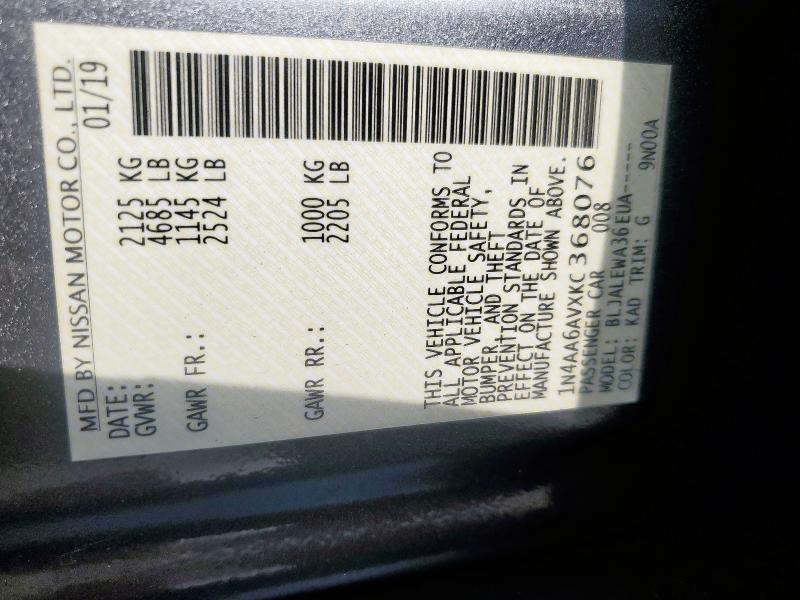 MFD BY NISSAN MOTOR CO., LTD.
DATE: 01/19
GVWR: 2125 KG
4685 LB
GAWR FR.: 1145 KG
2524 LB
GAWR RR.: 1000 KG
2205 LB
THIS VEHICLE CONFORMS TO
ALL APPLICABLE FEDERAL
MOTOR VEHICLE SAFETY,
BUMPER, AND THEFT
PREVENTION STANDARDS IN
EFFECT ON THE DATE OF
MANUFACTURE SHOWN ABOVE.
1N4AA6AVXKC368076
PASSENGER CAR 008
MODEL: BLJALEWA36EUA-----
COLOR: KAD TRIM: G 9N00A